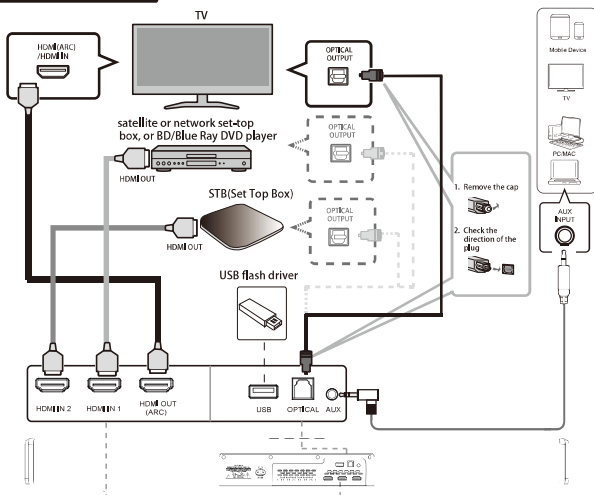 TV
HDMI(ARC)
/HDMI IN
OPTICAL
OUTPUT
Mobile Device
TV
PC/MAC
AUX
INPUT
satellite or network set-top
box, or BD/Blue Ray DVD player
HDMI OUT
OPTICAL
OUTPUT
STB(Set Top Box)
HDMI OUT
OPTICAL
OUTPUT
1. Remove the cap
2. Check the
direction of the
plug
USB flash driver
HDMI IN 2
HDMI IN 1
HDMI OUT
(ARC)
USB
OPTICAL
AUX